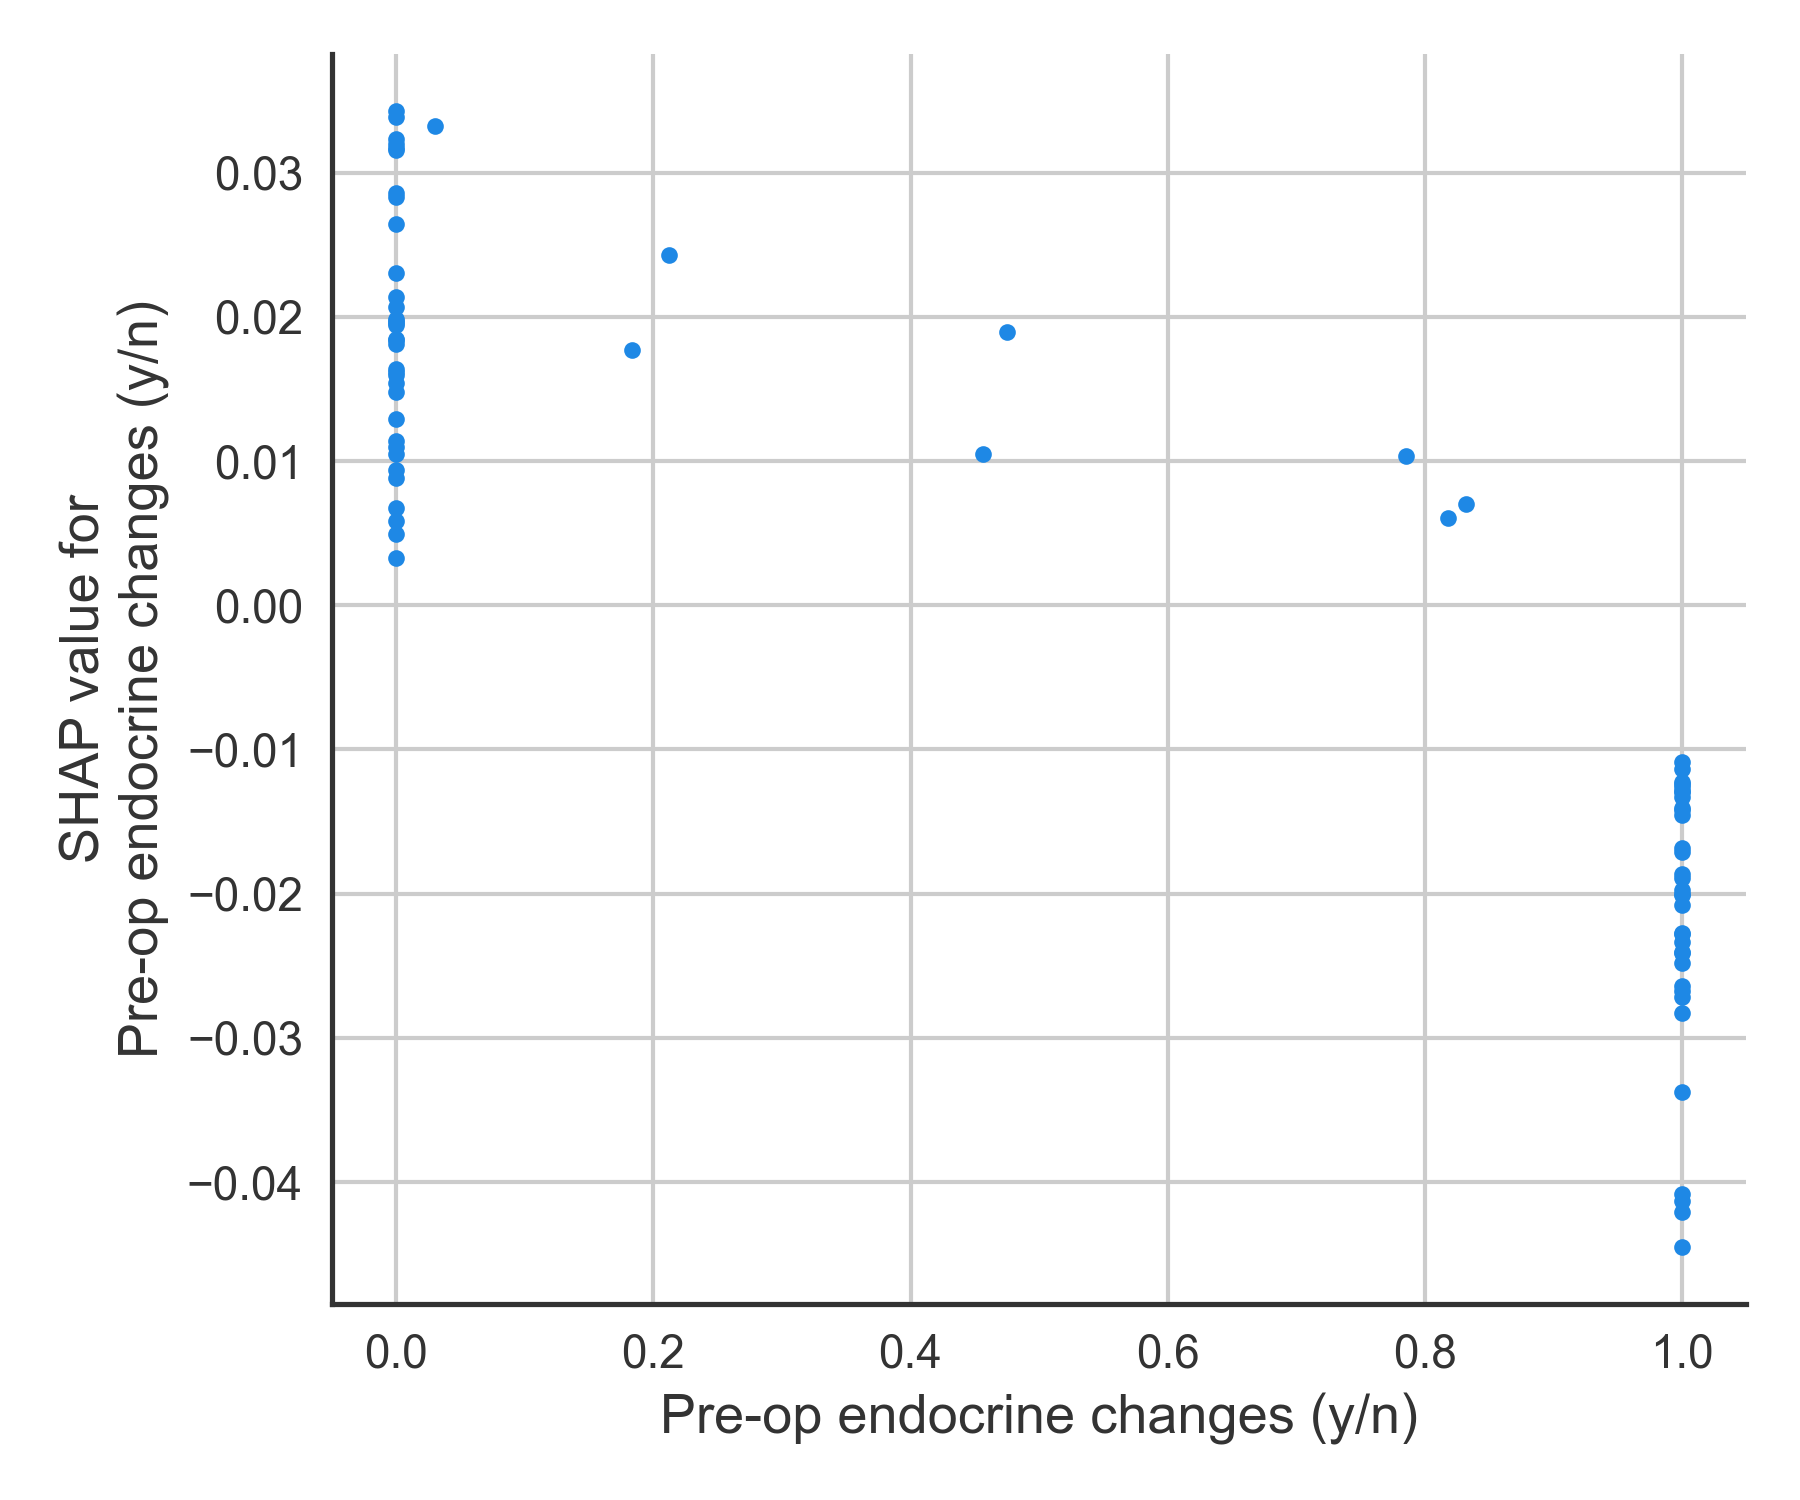 SHAP value for
Pre-op endocrine changes (y/n)
0.03
0.02
0.01
0.00
−0.01
−0.02
−0.03
−0.04
0.0 0.2 0.4 0.6 0.8 1.0
Pre-op endocrine changes (y/n)